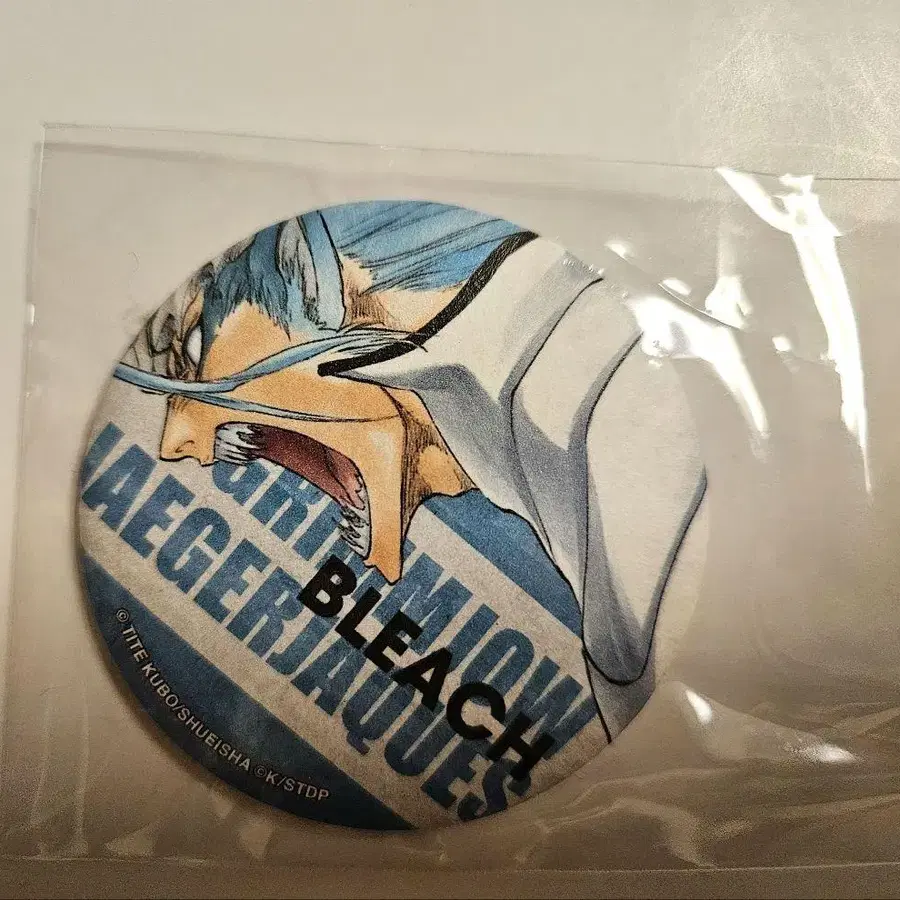 GRIMMJOW
JAEGERJAQUES
BLEACH
© TITE KUBO/SHUEISHA ©K/STDP